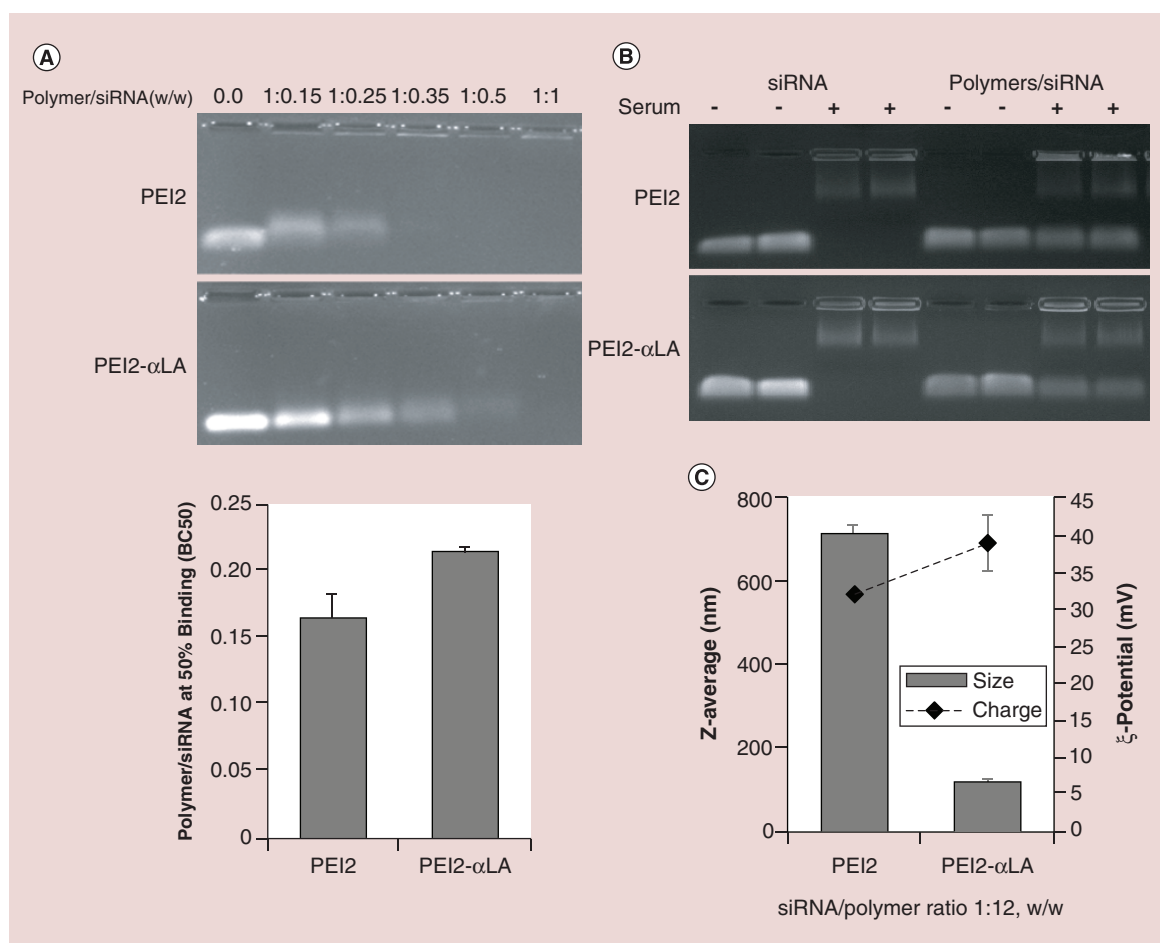 A
Polymer/siRNA(w/w) 0.0 1:0.15 1:0.25 1:0.35 1:0.5 1:1
PEI2
PEI2-αLA
Polymer/siRNA at 50% Binding (BC50)
0.25
0.20
0.15
0.10
0.05
0
PEI2 PEI2-αLA
B
siRNA Polymers/siRNA
Serum - - + + - - + +
PEI2
PEI2-αLA
C
Z-average (nm)
800
600
400
200
0
45
40
35
30
25
20
15
10
5
0
ξ-Potential (mV)
Size
Charge
PEI2 PEI2-αLA
siRNA/polymer ratio 1:12, w/w